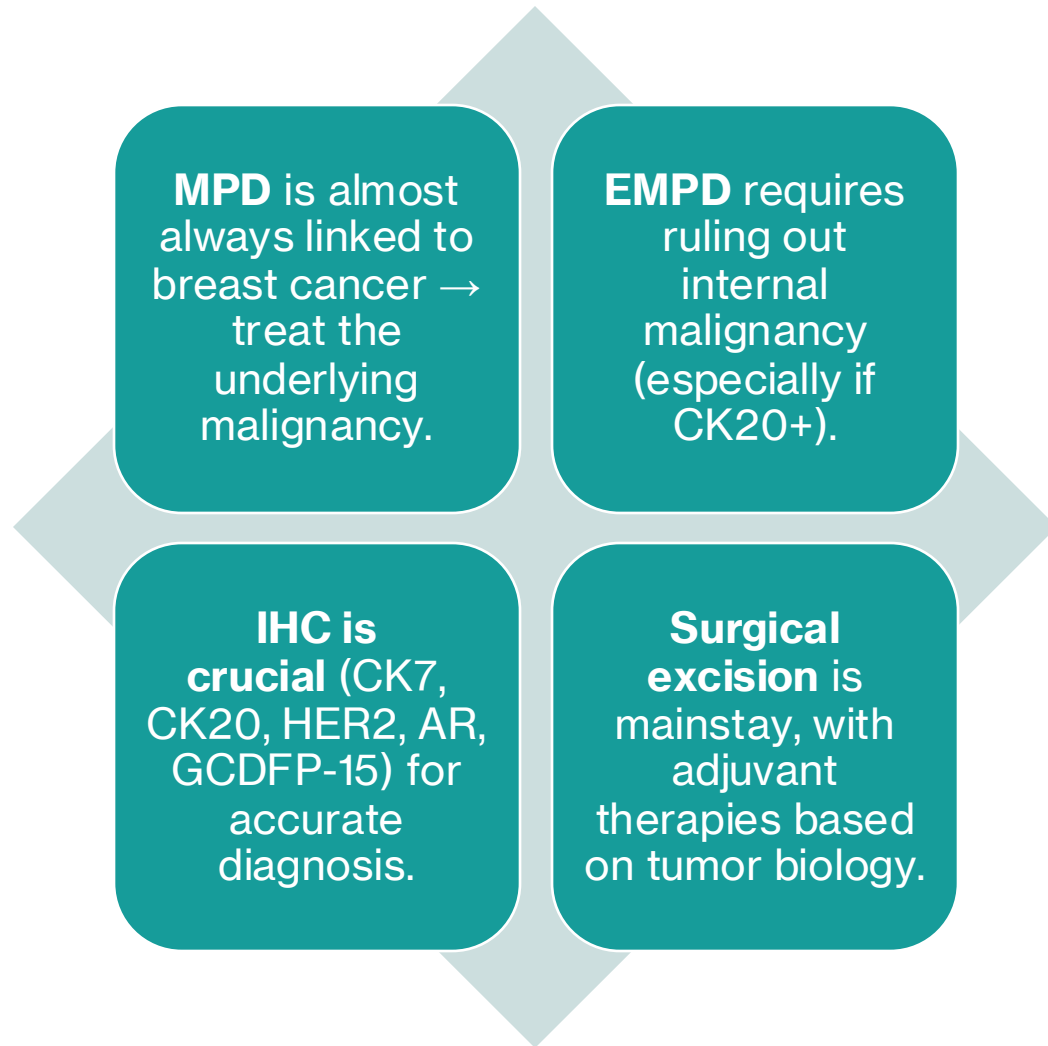 MPD is almost
always linked to
breast cancer →
treat the
underlying
malignancy.
EMPD requires
ruling out
internal
malignancy
(especially if
CK20+).
IHC is
crucial (CK7,
CK20, HER2, AR,
GCDFP-15) for
accurate
diagnosis.
Surgical
excision is
mainstay, with
adjuvant
therapies based
on tumor biology.